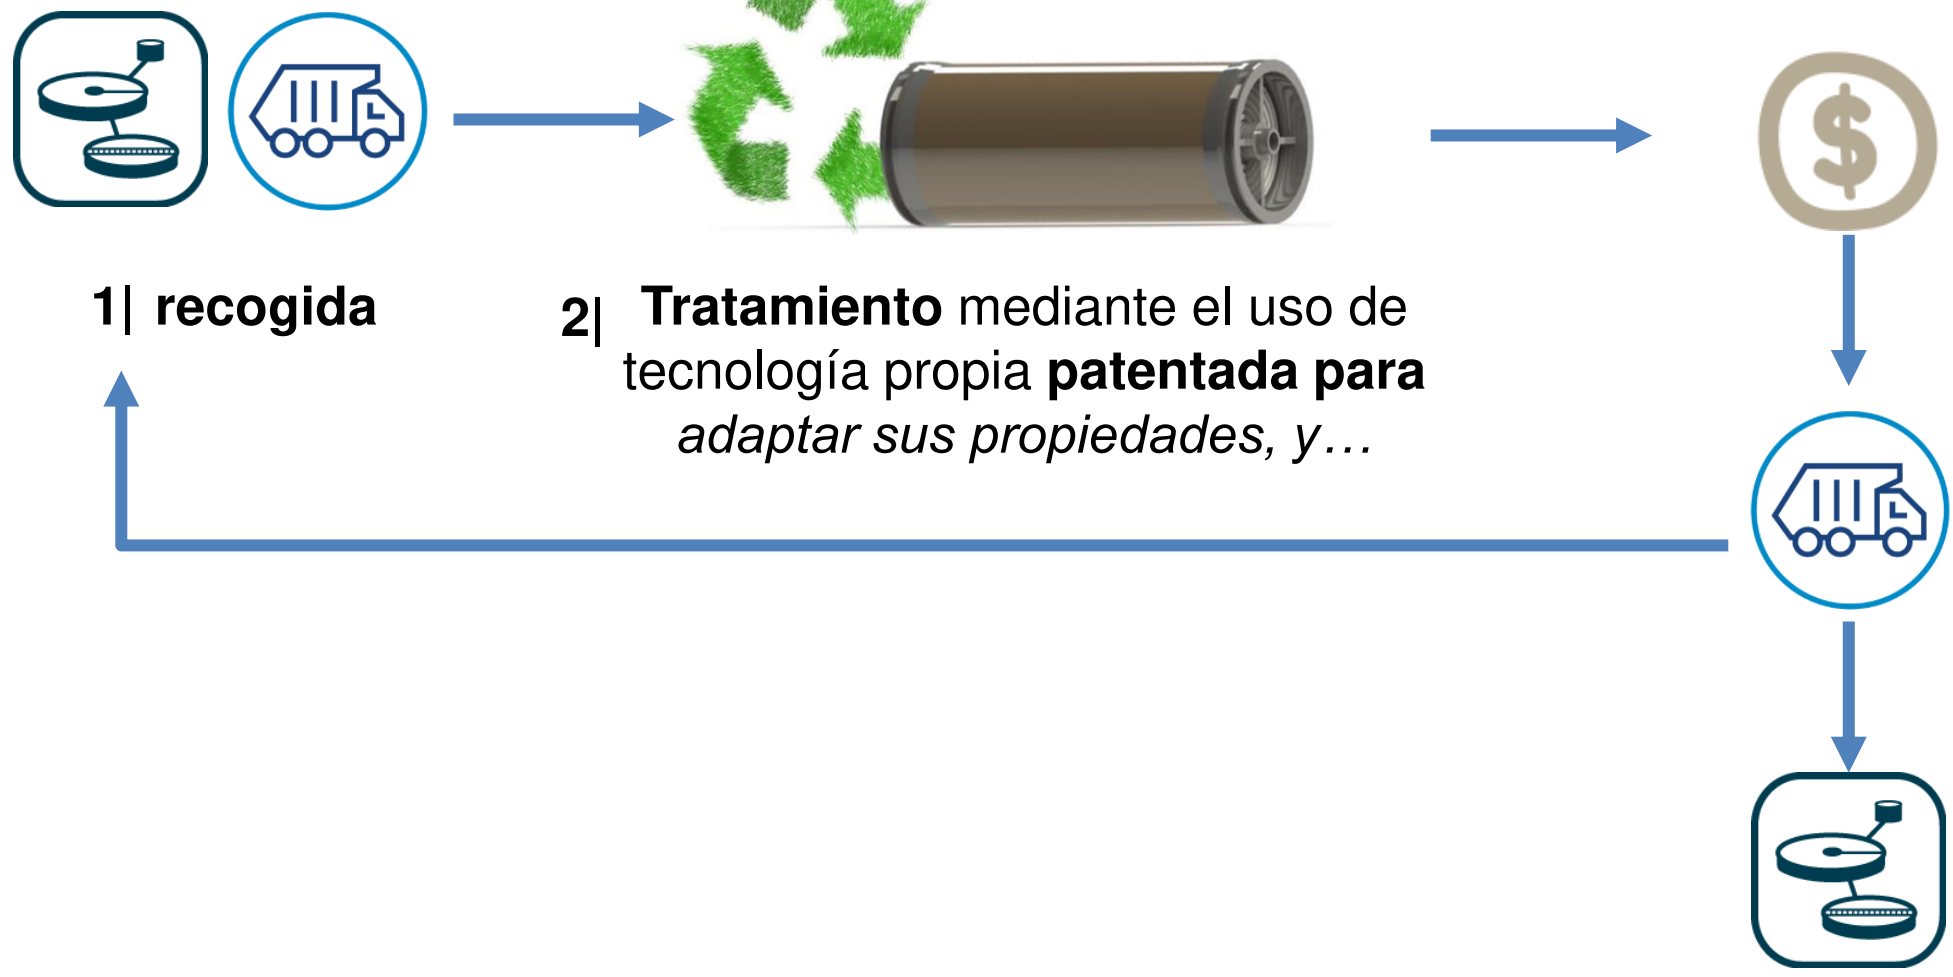 1| recogida
2| Tratamiento mediante el uso de
tecnología propia patentada para
adaptar sus propiedades, y…
$